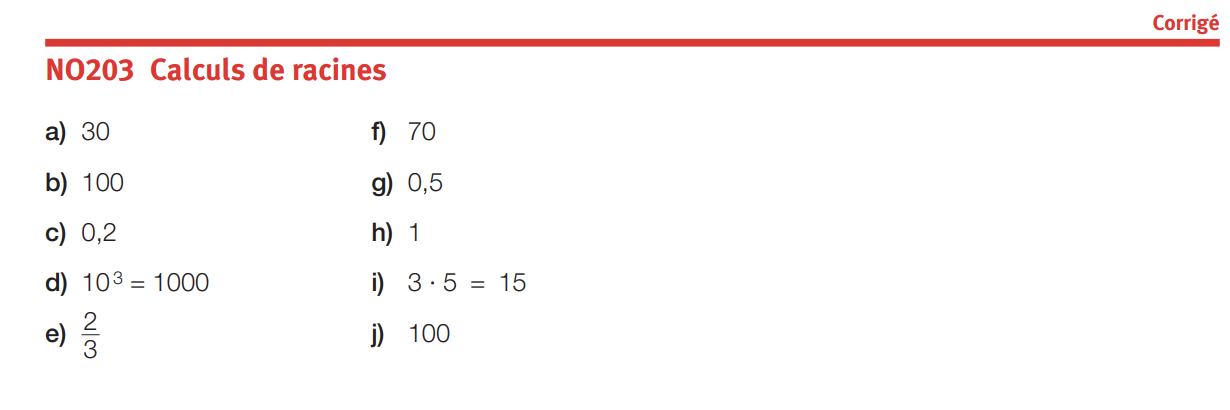 Corrigé
NO203 Calculs de racines
a) 30
b) 100
c) 0,2
d) 10³ = 1000
e) 2/3
f) 70
g) 0,5
h) 1
i) 3 · 5 = 15
j) 100